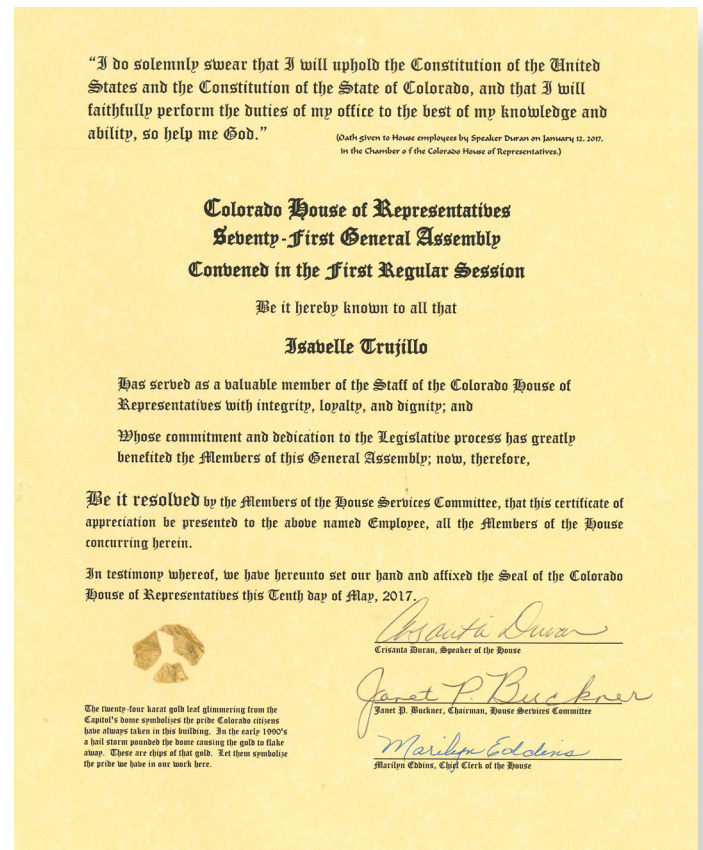 “I do solemnly swear that I will uphold the Constitution of the United
States and the Constitution of the State of Colorado, and that I will
faithfully perform the duties of my office to the best of my knowledge and
ability, so help me God.”
(Oath given to House employees by Speaker Duran on January 12, 2017,
in the Chamber o f the Colorado House of Representatives.)
Colorado House of Representatives
Seventy-First General Assembly
Convened in the First Regular Session
Be it hereby known to all that
Isabelle Trujillo
Has served as a valuable member of the Staff of the Colorado House of
Representatives with integrity, loyalty, and dignity; and
Whose commitment and dedication to the Legislative process has greatly
benefited the Members of this General Assembly; now, therefore,
Be it resolved by the Members of the House Services Committee, that this certificate of
appreciation be presented to the above named Employee, all the Members of the House
concurring herein.
In testimony whereof, we have hereunto set our hand and affixed the Seal of the Colorado
House of Representatives this Tenth day of May, 2017.
Crisanta Duran
Crisanta Duran, Speaker of the House
Janet P. Buckner
Janet P. Buckner, Chairman, House Services Committee
Marilyn Eddins
Marilyn Eddins, Chief Clerk of the House
The twenty-four karat gold leaf glimmering from the
Capitol's dome symbolizes the pride Colorado citizens
have always taken in this building. In the early 1990's
a hail storm pounded the dome causing the gold to flake
away. These are chips of that gold. Let them symbolize
the pride we have in our work here.